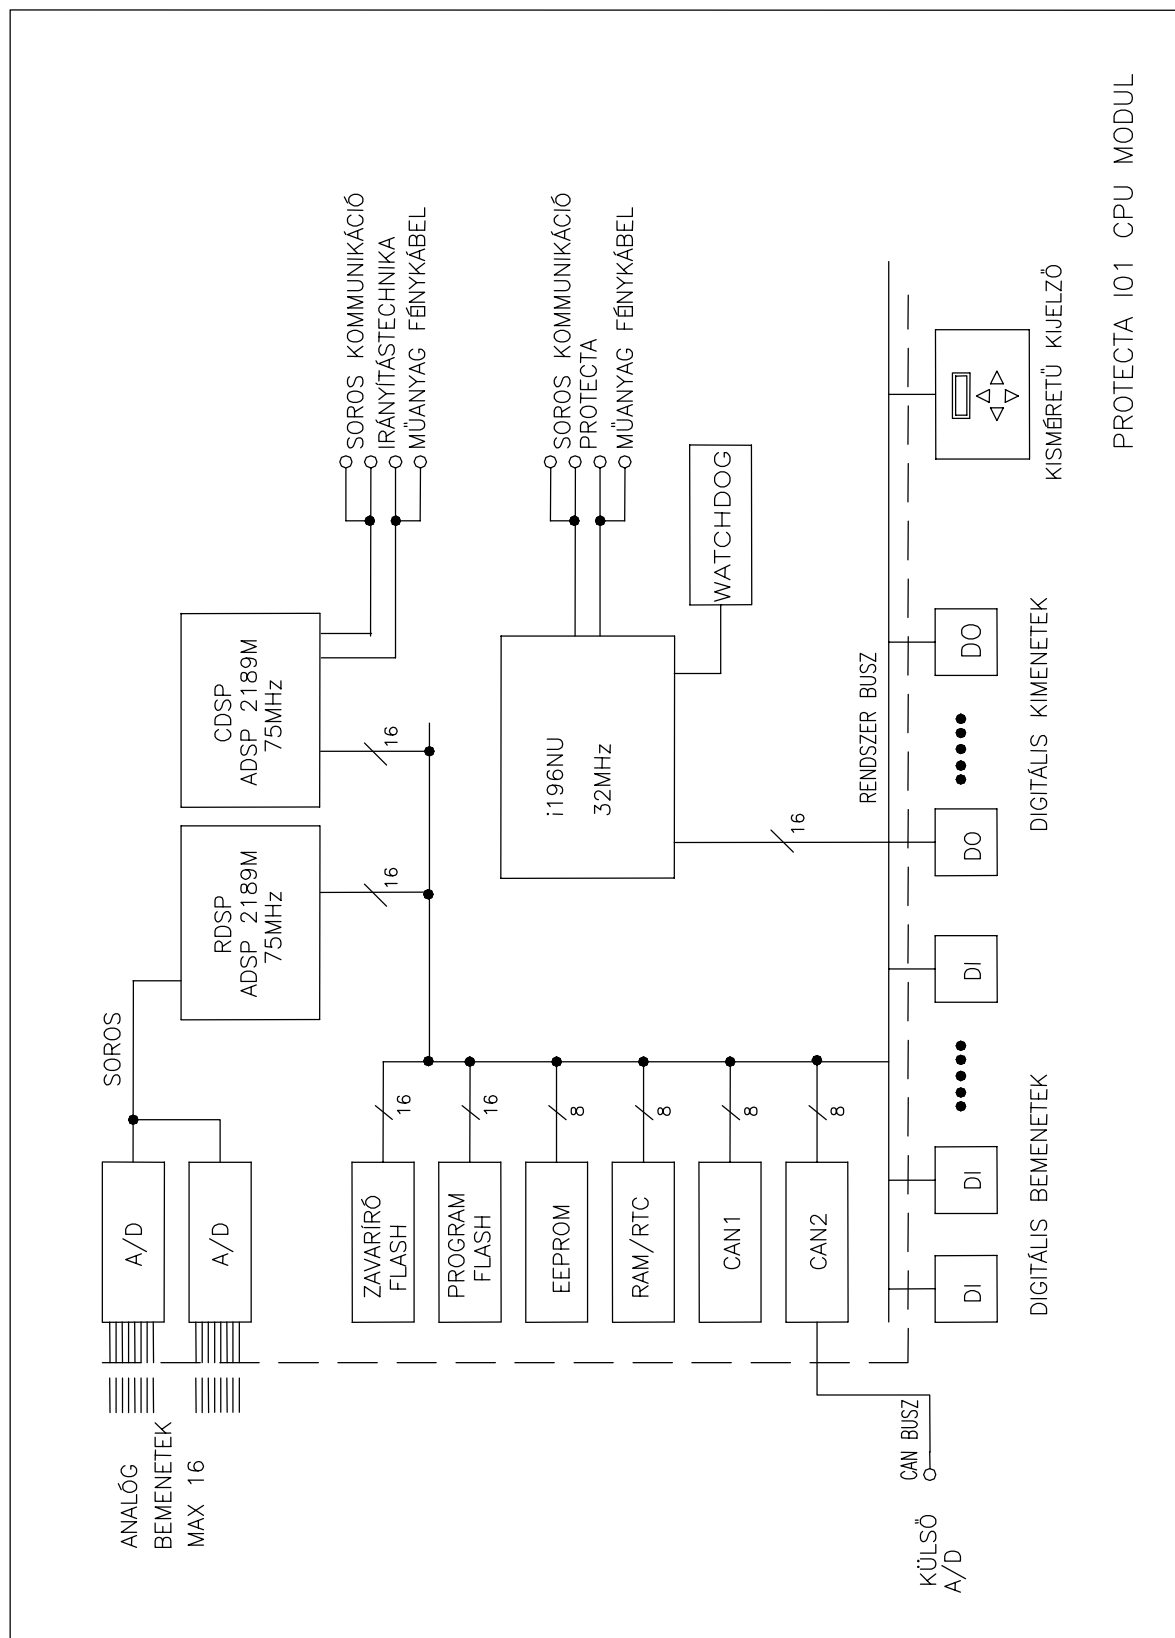 ANALÓG
BEMENETEK
MAX 16
A/D
A/D
SOROS
RDSP
ADSP 2189M
75MHz
CDSP
ADSP 2189M
75MHz
16
16
SOROS KOMMUNIKÁCIÓ
IRÁNYÍTÁSTECHNIKA
MŰANYAG FÉNYKÁBEL
ZAVARÍRÓ
FLASH
16
PROGRAM
FLASH
16
EEPROM
8
RAM/RTC
8
CAN1
8
CAN2
8
i196NU
32MHz
16
SOROS KOMMUNIKÁCIÓ
PROTECTA
MŰANYAG FÉNYKÁBEL
WATCHDOG
RENDSZER BUSZ
CAN BUSZ
KÜLSŐ
A/D
DI
DI
DI
DO
DO
DIGITÁLIS BEMENETEK
DIGITÁLIS KIMENETEK
KISMÉRETŰ KIJELZŐ
PROTECTA I01 CPU MODUL